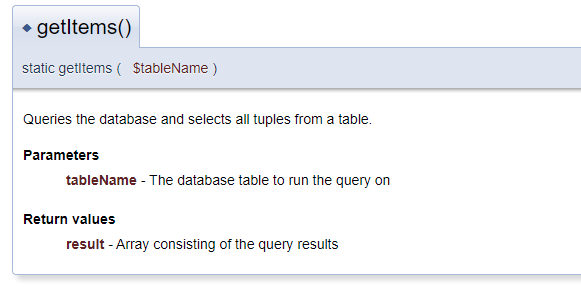 ◆ getItems()
static getItems ( $tableName )
Queries the database and selects all tuples from a table.
Parameters
tableName - The database table to run the query on
Return values
result - Array consisting of the query results